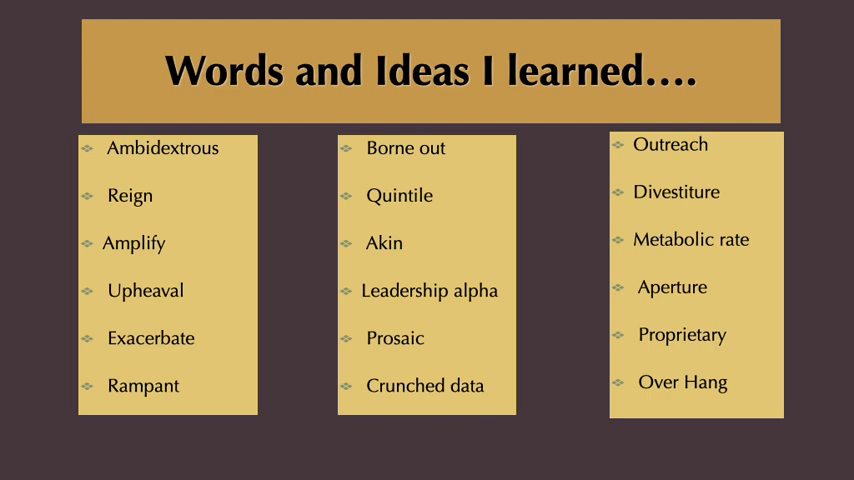 Words and Ideas I learned….
Ambidextrous
Reign
Amplify
Upheaval
Exacerbate
Rampant
Borne out
Quintile
Akin
Leadership alpha
Prosaic
Crunched data
Outreach
Divestiture
Metabolic rate
Aperture
Proprietary
Over Hang